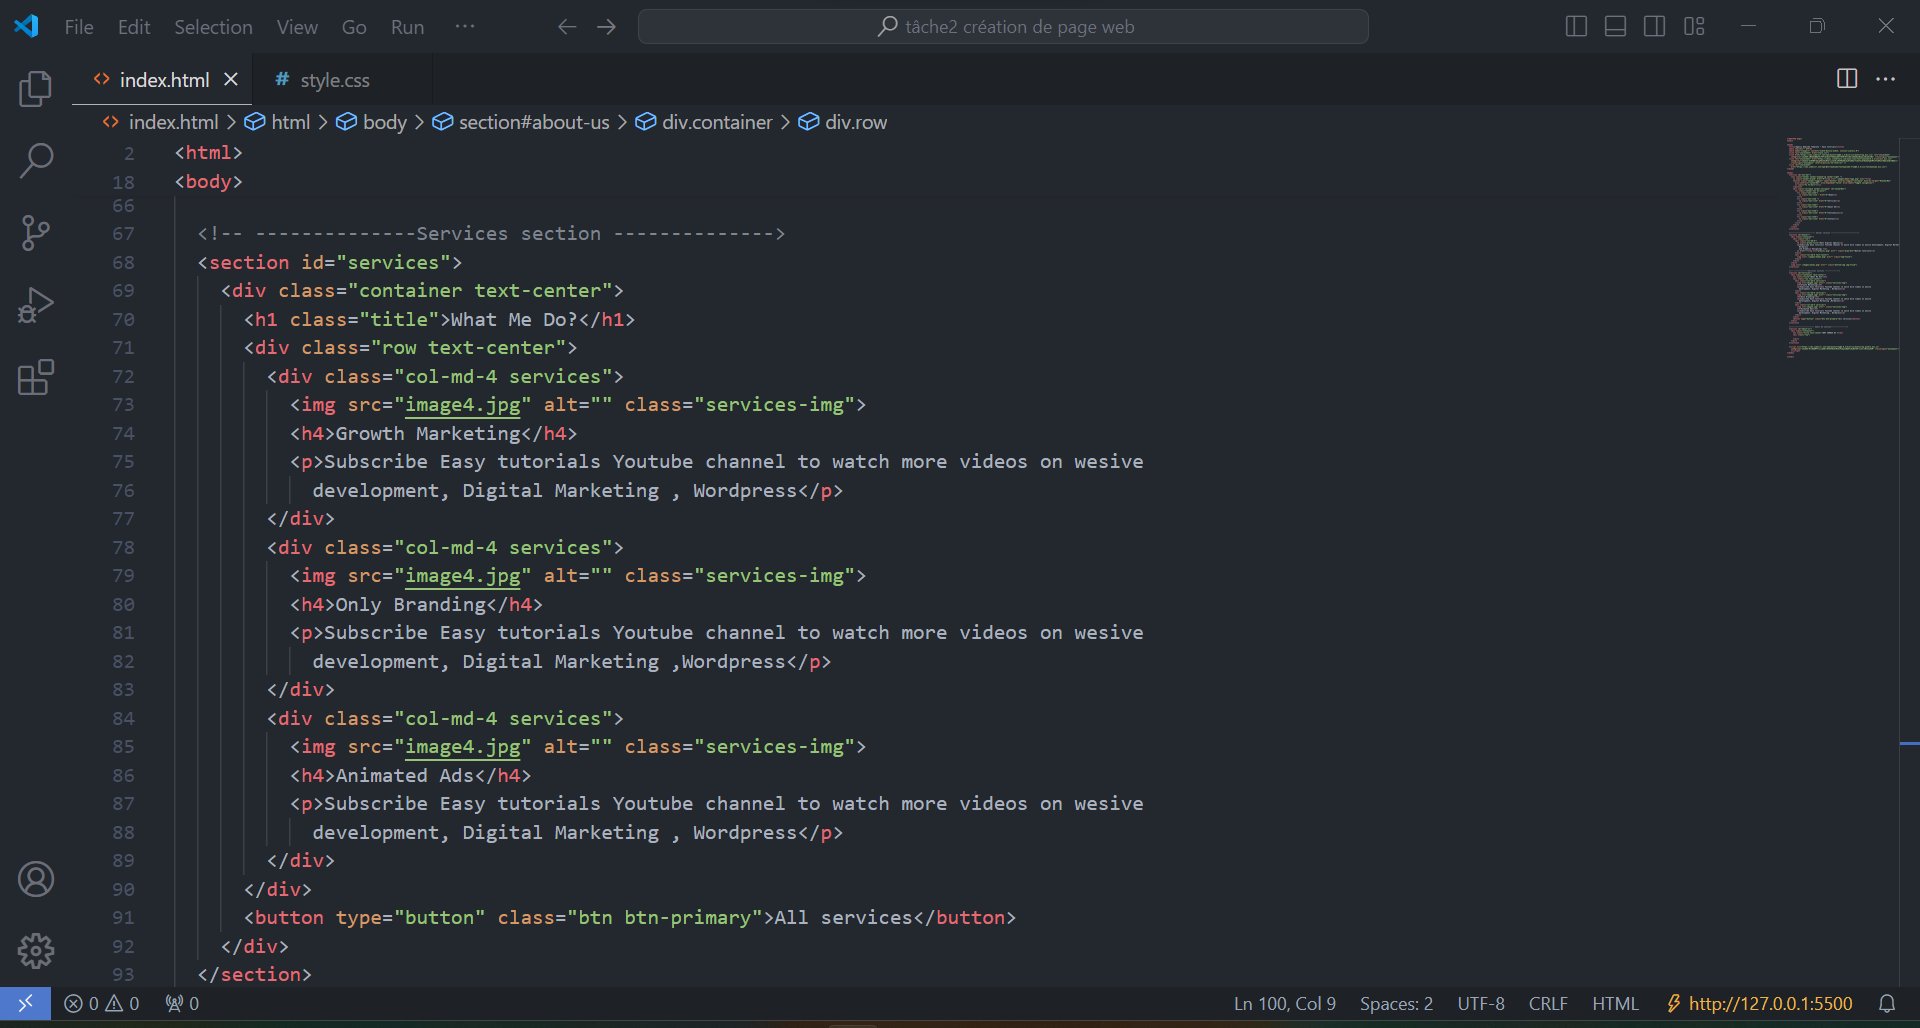 File Edit Selection View Go Run ···
tâche2 création de page web
index.html
# style.css
index.html > html > body > section#about-us > div.container > div.row
2 <html>
18 <body>
66
67 <!-- --------------Services section -------------->
68 <section id="services">
69 <div class="container text-center">
70 <h1 class="title">What Me Do?</h1>
71 <div class="row text-center">
72 <div class="col-md-4 services">
73 <img src="image4.jpg" alt="" class="services-img">
74 <h4>Growth Marketing</h4>
75 <p>Subscribe Easy tutorials Youtube channel to watch more videos on wesive
76 development, Digital Marketing , Wordpress</p>
77 </div>
78 <div class="col-md-4 services">
79 <img src="image4.jpg" alt="" class="services-img">
80 <h4>Only Branding</h4>
81 <p>Subscribe Easy tutorials Youtube channel to watch more videos on wesive
82 development, Digital Marketing ,Wordpress</p>
83 </div>
84 <div class="col-md-4 services">
85 <img src="image4.jpg" alt="" class="services-img">
86 <h4>Animated Ads</h4>
87 <p>Subscribe Easy tutorials Youtube channel to watch more videos on wesive
88 development, Digital Marketing , Wordpress</p>
89 </div>
90 </div>
91 <button type="button" class="btn btn-primary">All services</button>
92 </div>
93 </section>
0 0 0 Ln 100, Col 9 Spaces: 2 UTF-8 CRLF HTML http://127.0.0.1:5500